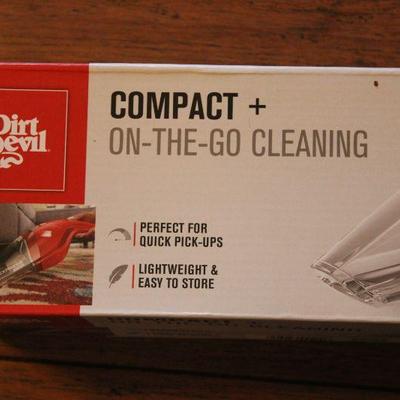 Dirt
Devil
COMPACT +
ON-THE-GO CLEANING
PERFECT FOR
QUICK PICK-UPS
LIGHTWEIGHT &
EASY TO STORE